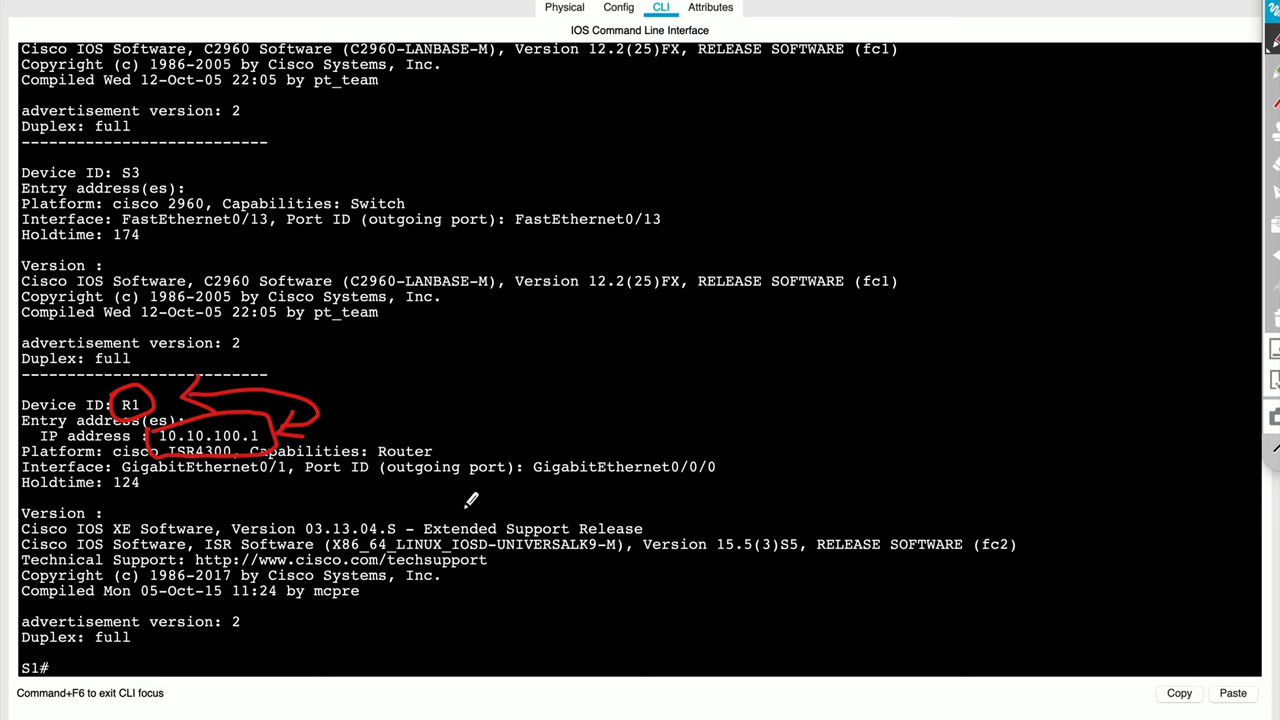 Physical Config CLI Attributes
IOS Command Line Interface
Cisco IOS Software, C2960 Software (C2960-LANBASE-M), Version 12.2(25)FX, RELEASE SOFTWARE (fc1)
Copyright (c) 1986-2005 by Cisco Systems, Inc.
Compiled Wed 12-Oct-05 22:05 by pt_team
advertisement version: 2
Duplex: full
---------------------------
Device ID: S3
Entry address(es):
Platform: cisco 2960, Capabilities: Switch
Interface: FastEthernet0/13, Port ID (outgoing port): FastEthernet0/13
Holdtime: 174
Version :
Cisco IOS Software, C2960 Software (C2960-LANBASE-M), Version 12.2(25)FX, RELEASE SOFTWARE (fc1)
Copyright (c) 1986-2005 by Cisco Systems, Inc.
Compiled Wed 12-Oct-05 22:05 by pt_team
advertisement version: 2
Duplex: full
---------------------------
Device ID: R1
Entry address(es):
IP address : 10.10.100.1
Platform: cisco ISR4300, Capabilities: Router
Interface: GigabitEthernet0/1, Port ID (outgoing port): GigabitEthernet0/0/0
Holdtime: 124
Version :
Cisco IOS XE Software, Version 03.13.04.S - Extended Support Release
Cisco IOS Software, ISR Software (X86_64_LINUX_IOSD-UNIVERSALK9-M), Version 15.5(3)S5, RELEASE SOFTWARE (fc2)
Technical Support: http://www.cisco.com/techsupport
Copyright (c) 1986-2017 by Cisco Systems, Inc.
Compiled Mon 05-Oct-15 11:24 by mcpre
advertisement version: 2
Duplex: full
S1#
Command+F6 to exit CLI focus
Copy Paste